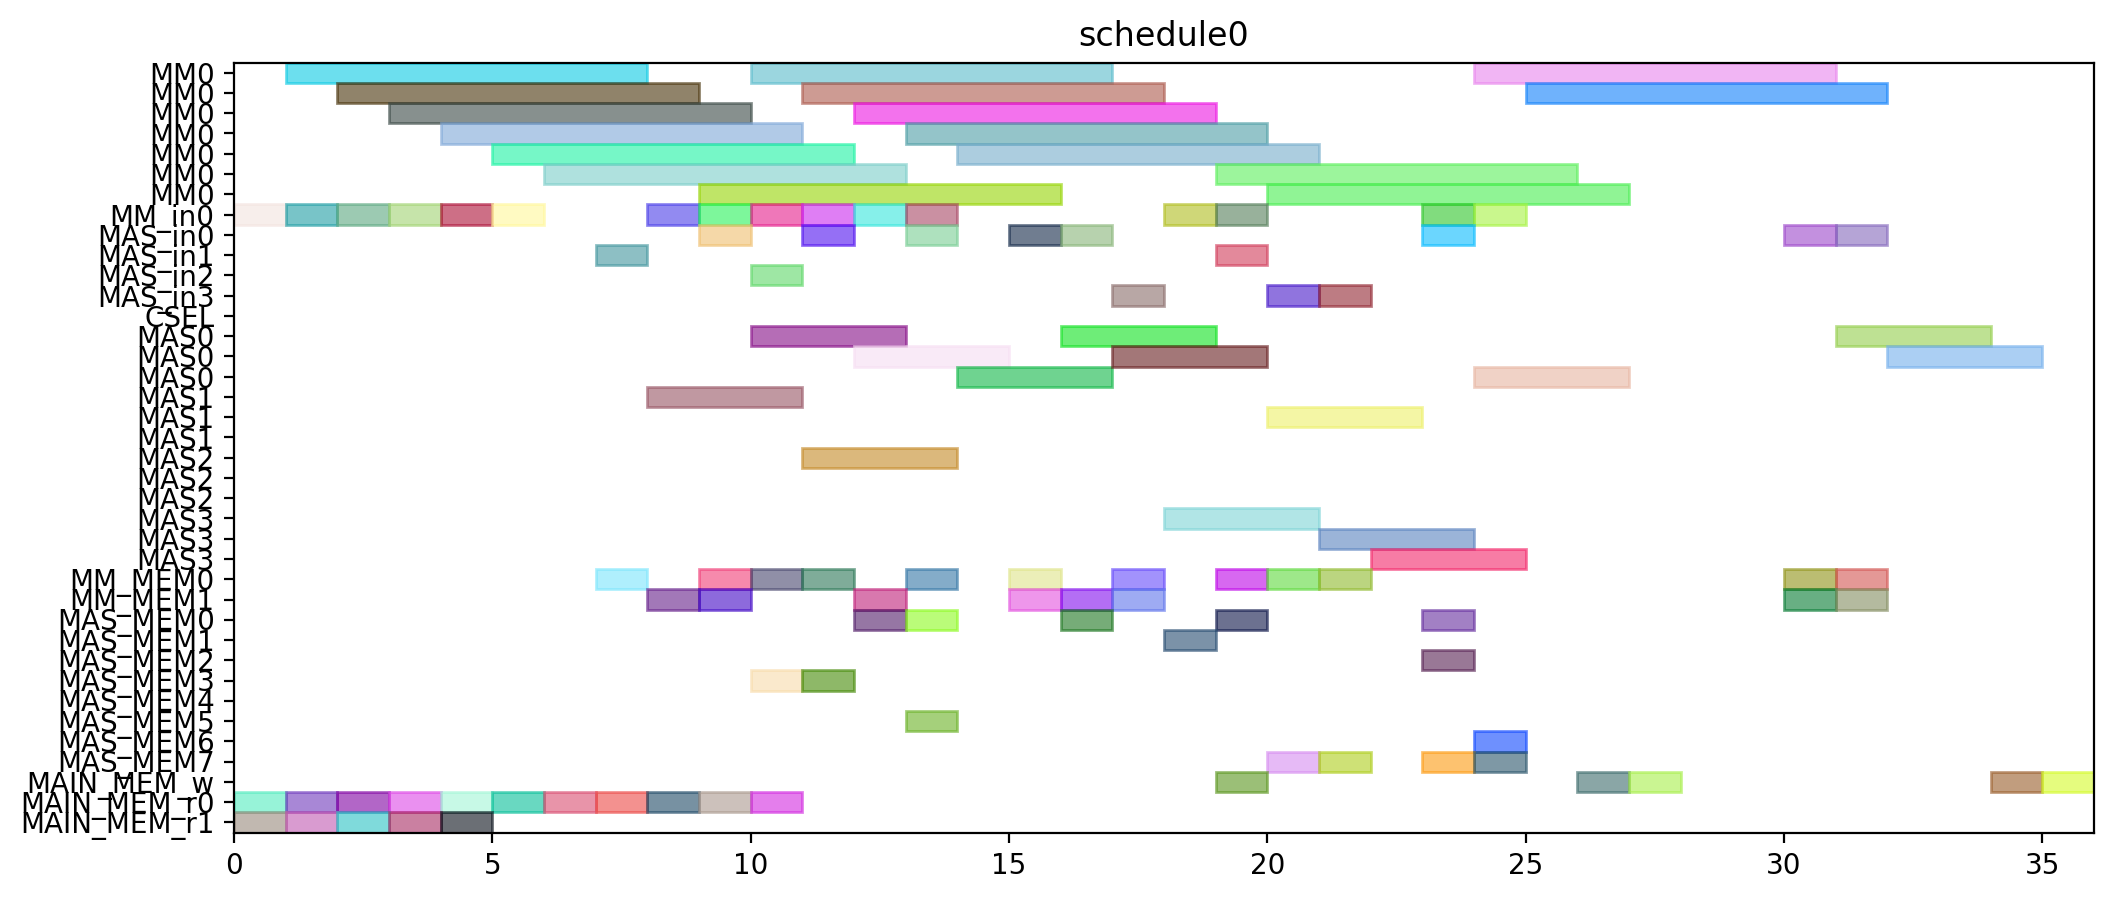 schedule0
MM0
MM0
MM0
MM0
MM0
MM0
MM0
MM_in0
MAS_in0
MAS_in1
MAS_in2
MAS_in3
CSEL
MAS0
MAS0
MAS0
MAS1
MAS1
MAS1
MAS2
MAS2
MAS2
MAS3
MAS3
MAS3
MM_MEM0
MM_MEM1
MAS_MEM0
MAS_MEM1
MAS_MEM2
MAS_MEM3
MAS_MEM4
MAS_MEM5
MAS_MEM6
MAS_MEM7
MAIN_MEM_w
MAIN_MEM_r0
MAIN_MEM_r1
0 5 10 15 20 25 30 35